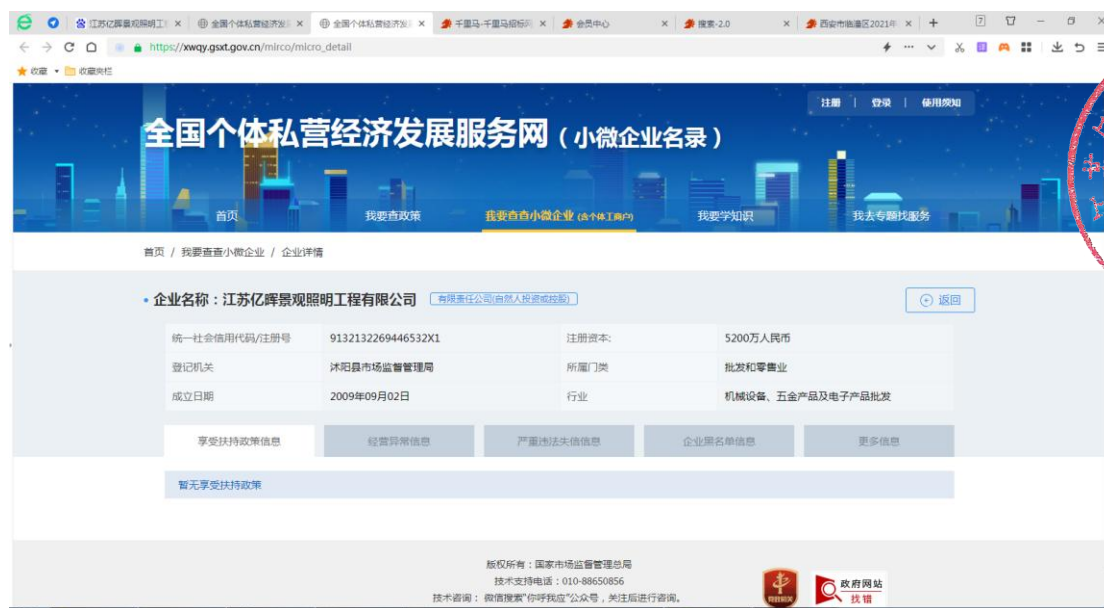 江苏亿晖景观照明工
全国个体私营经济发
全国个体私营经济发
千里马-千里马招标网
会员中心
搜索-2.0
西安市临潼区2021年
https://xwqy.gsxt.gov.cn/mirco/micro_detail
收藏
收藏夹栏
注册 | 登录 | 使用须知
全国个体私营经济发展服务网（小微企业名录）
首页
我要查政策
我要查查小微企业 (含个体工商户)
我要学知识
我去专题找服务
首页 / 我要查查小微企业 / 企业详情
企业名称：江苏亿晖景观照明工程有限公司 有限责任公司(自然人投资或控股)
返回
统一社会信用代码/注册号 9132132269446532X1 注册资本: 5200万人民币
登记机关 沭阳县市场监督管理局 所属门类 批发和零售业
成立日期 2009年09月02日 行业 机械设备、五金产品及电子产品批发
享受扶持政策信息 经营异常信息 严重违法失信信息 企业黑名单信息 更多信息
暂无享受扶持政策
版权所有：国家市场监督管理总局
技术支持电话：010-88650856
技术咨询： 微信搜索"你呼我应"公众号，关注后进行咨询。
党政机关
政府网站
找错